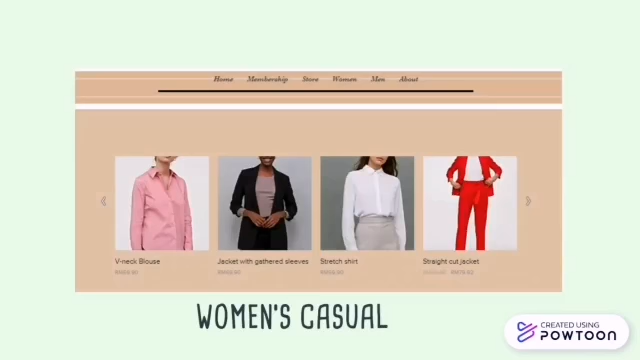 Home Membership Store Women Men About
V-neck Blouse
Jacket with gathered sleeves
Stretch shirt
Straight cut jacket
WOMEN'S CASUAL
CREATED USING
POWTOON